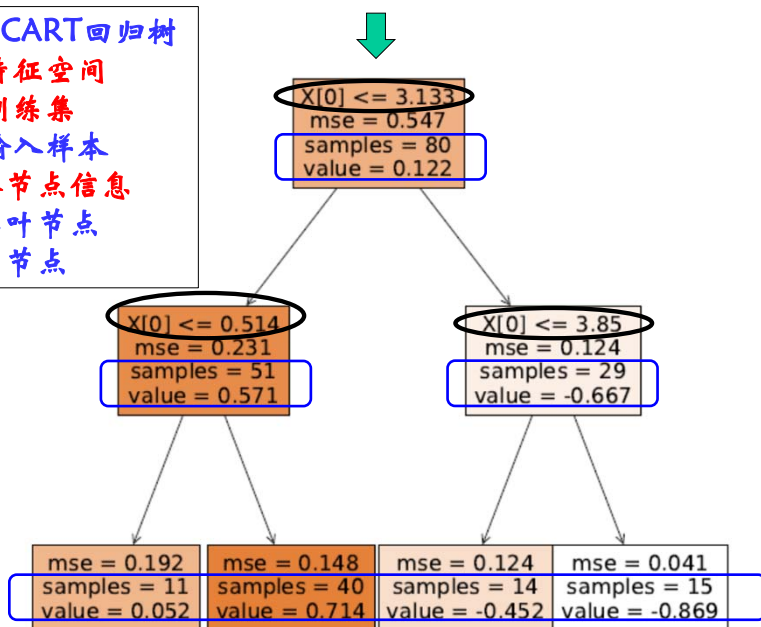 CART回归树
特征空间
训练集
输入样本
节点信息
叶节点
节点
X[0] <= 3.133
mse = 0.547
samples = 80
value = 0.122
X[0] <= 0.514
mse = 0.231
samples = 51
value = 0.571
X[0] <= 3.85
mse = 0.124
samples = 29
value = -0.667
mse = 0.192
samples = 11
value = 0.052
mse = 0.148
samples = 40
value = 0.714
mse = 0.124
samples = 14
value = -0.452
mse = 0.041
samples = 15
value = -0.869